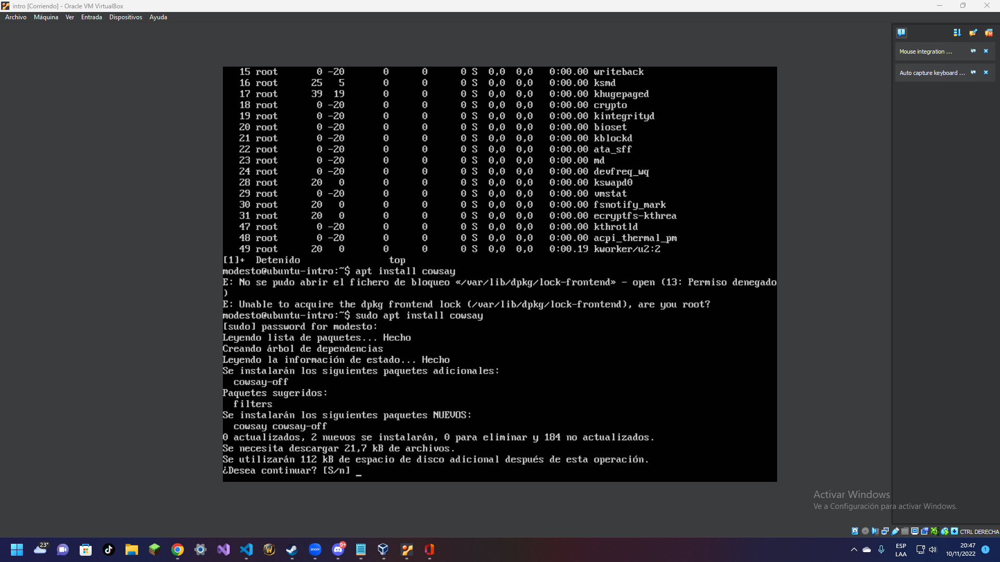 intro [Corriendo] - Oracle VM VirtualBox
Archivo Máquina Ver Entrada Dispositivos Ayuda
Mouse integration ...
Auto capture keyboard ...
15 root 0 -20 0 0 0 S 0,0 0,0 0:00.00 writeback
16 root 25 5 0 0 0 S 0,0 0,0 0:00.00 ksmd
17 root 39 19 0 0 0 S 0,0 0,0 0:00.00 khugepaged
18 root 0 -20 0 0 0 S 0,0 0,0 0:00.00 crypto
19 root 0 -20 0 0 0 S 0,0 0,0 0:00.00 kintegrityd
20 root 0 -20 0 0 0 S 0,0 0,0 0:00.00 bioset
21 root 0 -20 0 0 0 S 0,0 0,0 0:00.00 kblockd
22 root 0 -20 0 0 0 S 0,0 0,0 0:00.00 ata_sff
23 root 0 -20 0 0 0 S 0,0 0,0 0:00.00 md
24 root 0 -20 0 0 0 S 0,0 0,0 0:00.00 devfreq_wq
28 root 20 0 0 0 0 S 0,0 0,0 0:00.00 kswapd0
29 root 0 -20 0 0 0 S 0,0 0,0 0:00.00 vmstat
30 root 20 0 0 0 0 S 0,0 0,0 0:00.00 fsnotify_mark
31 root 20 0 0 0 0 S 0,0 0,0 0:00.00 ecryptfs-kthrea
47 root 0 -20 0 0 0 S 0,0 0,0 0:00.00 kthrotld
48 root 0 -20 0 0 0 S 0,0 0,0 0:00.00 acpi_thermal_pm
49 root 20 0 0 0 0 S 0,0 0,0 0:00.19 kworker/u2:2
[1]+ Detenido top
modesto@ubuntu-intro:~$ apt install cowsay
E: No se pudo abrir el fichero de bloqueo «/var/lib/dpkg/lock-frontend» - open (13: Permiso denegado
)
E: Unable to acquire the dpkg frontend lock (/var/lib/dpkg/lock-frontend), are you root?
modesto@ubuntu-intro:~$ sudo apt install cowsay
[sudo] password for modesto:
Leyendo lista de paquetes... Hecho
Creando árbol de dependencias
Leyendo la información de estado... Hecho
Se instalarán los siguientes paquetes adicionales:
cowsay-off
Paquetes sugeridos:
filters
Se instalarán los siguientes paquetes NUEVOS:
cowsay cowsay-off
0 actualizados, 2 nuevos se instalarán, 0 para eliminar y 184 no actualizados.
Se necesita descargar 21,7 kB de archivos.
Se utilizarán 112 kB de espacio de disco adicional después de esta operación.
¿Desea continuar? [S/n] _
Activar Windows
Ve a Configuración para activar Windows.
CTRL DERECHA
23°
zoom
9+
ESP
LAA
20:47
10/11/2022
1